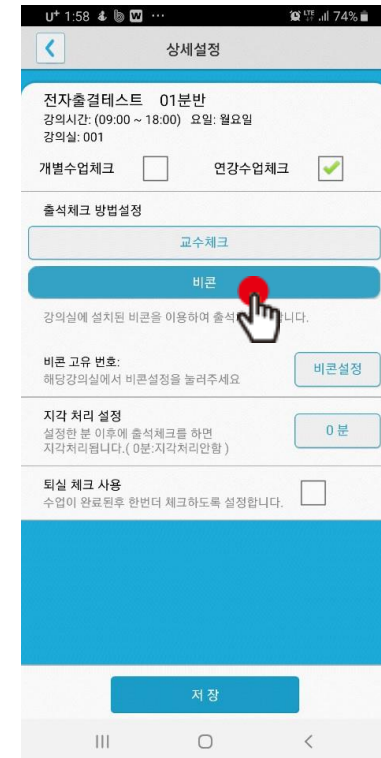 U+ 1:58 W ... LTE 74%
상세설정
전자출결테스트 01분반
강의시간: (09:00 ~ 18:00) 요일: 월요일
강의실: 001
개별수업체크 연강수업체크
출석체크 방법설정
교수체크
비콘
강의실에 설치된 비콘을 이용하여 출석 니다.
비콘 고유 번호:
해당강의실에서 비콘설정을 눌러주세요
비콘설정
지각 처리 설정
설정한 분 이후에 출석체크를 하면
지각처리됩니다.( 0분:지각처리안함 )
0 분
퇴실 체크 사용
수업이 완료된후 한번더 체크하도록 설정합니다.
저 장